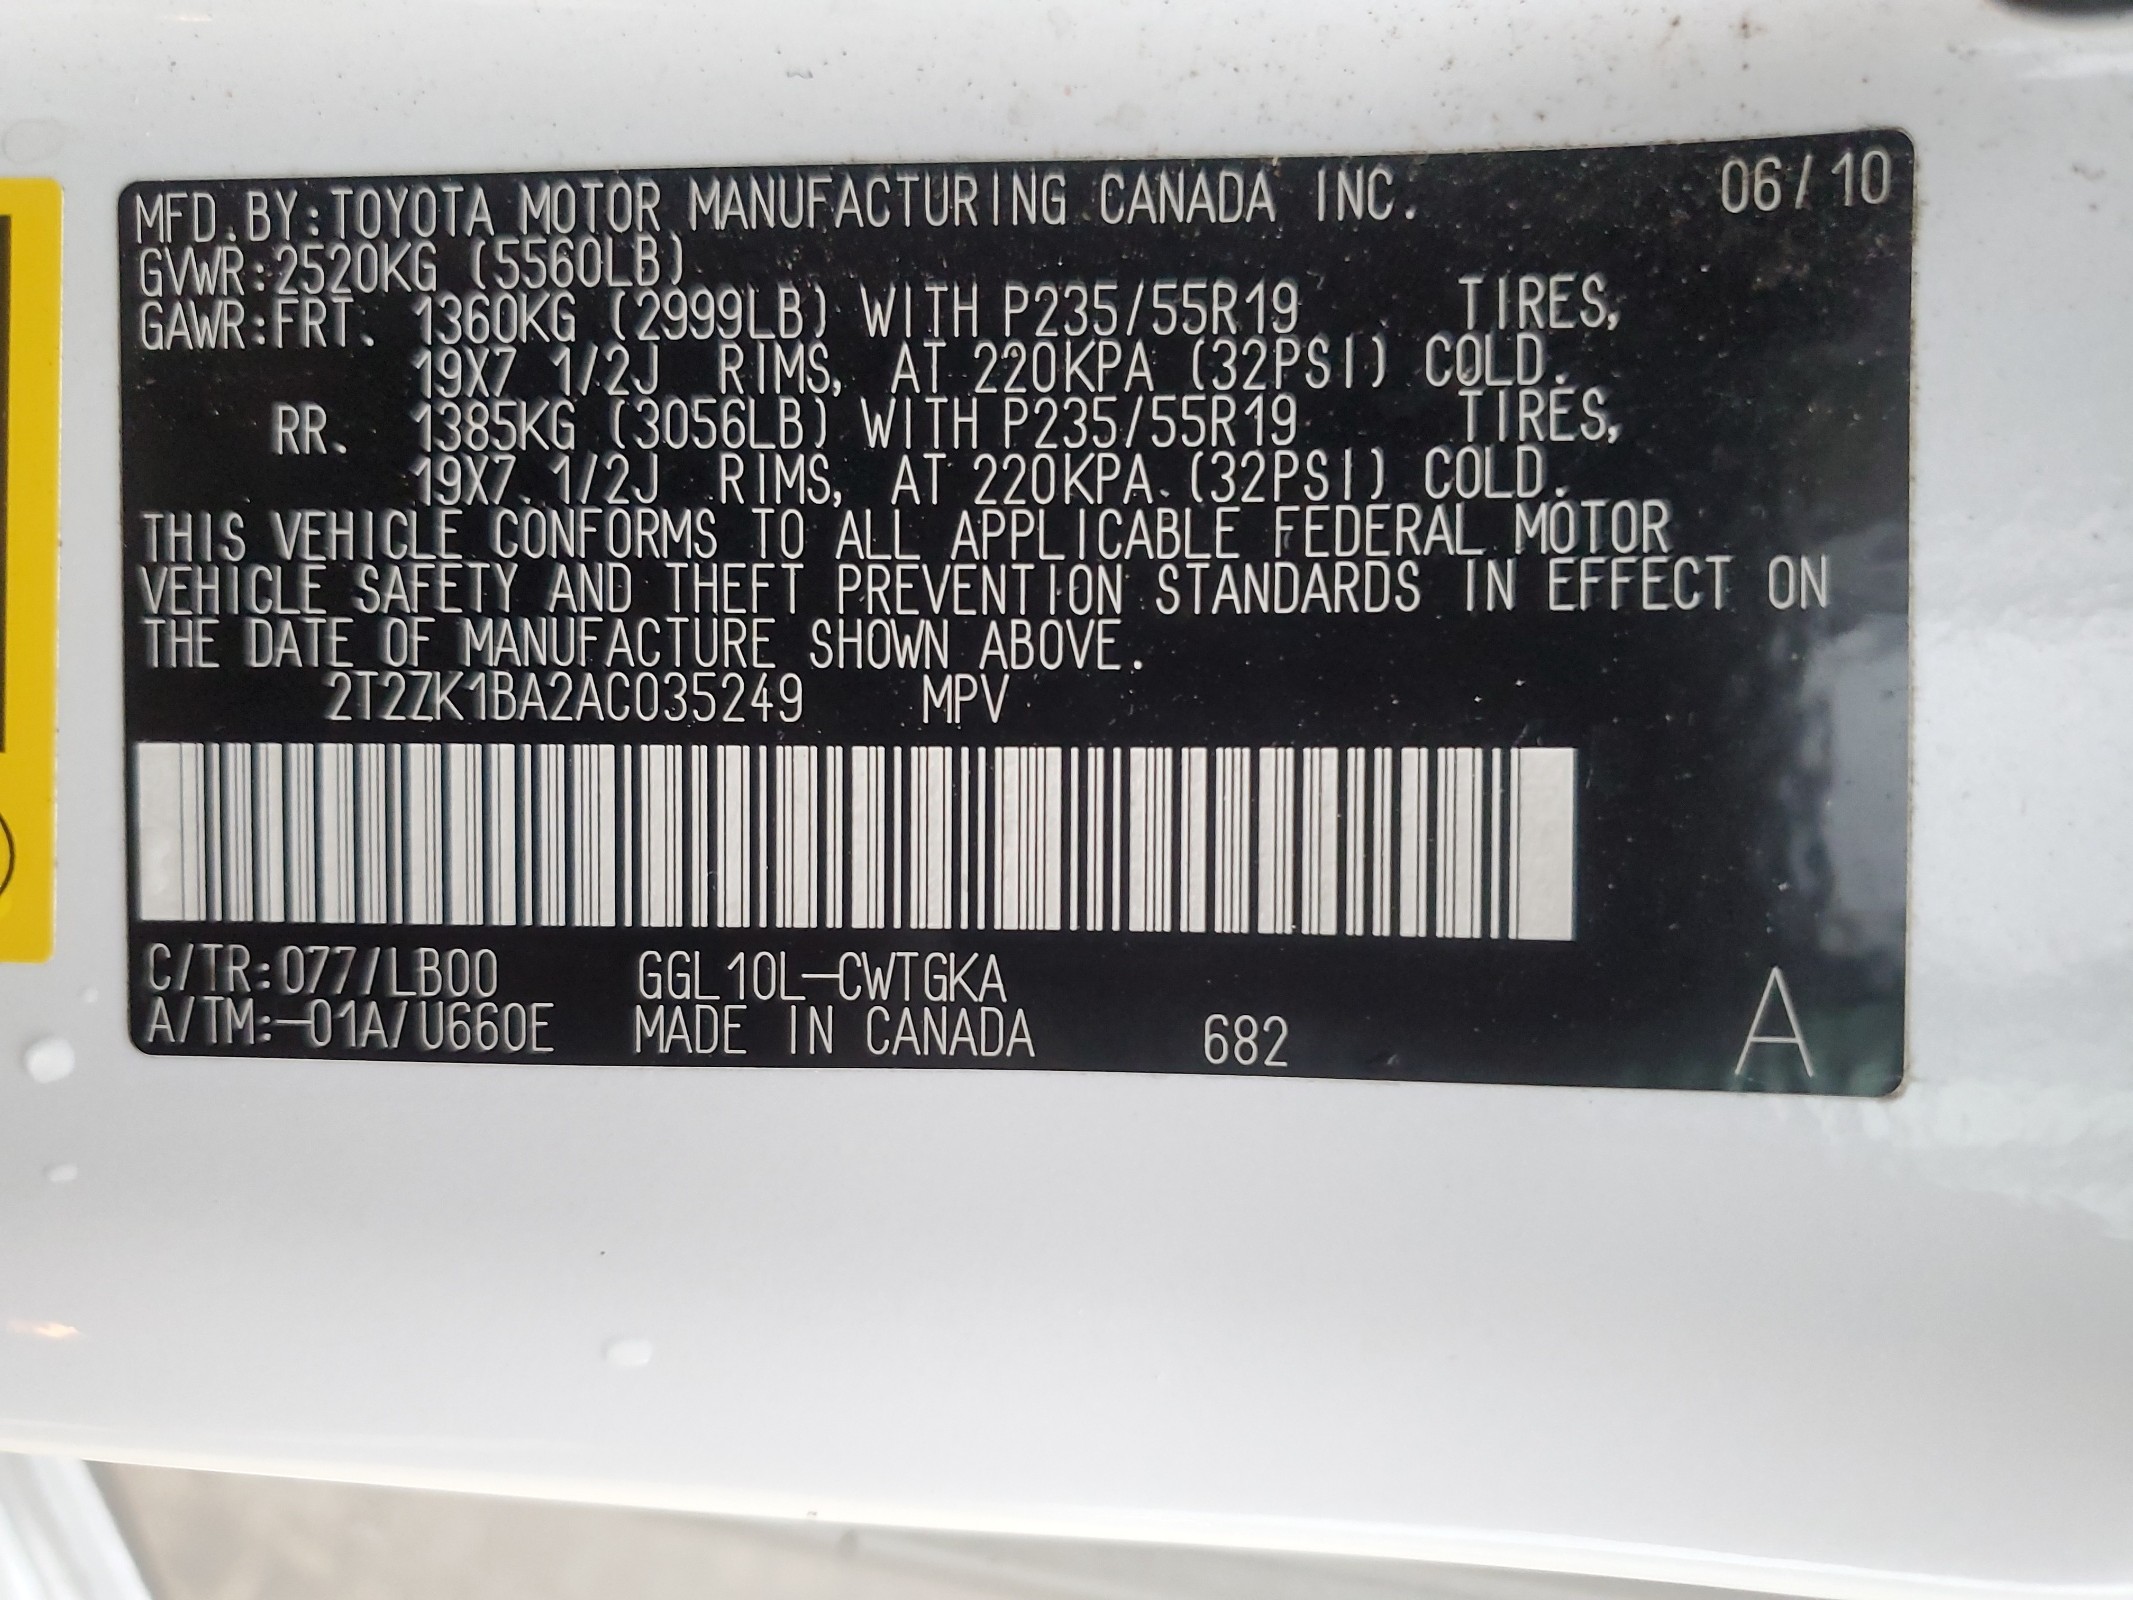 MFD.BY:TOYOTA MOTOR MANUFACTURING CANADA INC. 06/10
GVWR:2520KG (5560LB)
GAWR:FRT. 1360KG (2999LB) WITH P235/55R19 TIRES,
19X7 1/2J RIMS, AT 220KPA (32PSI) COLD.
RR. 1385KG (3056LB) WITH P235/55R19 TIRES,
19X7 1/2J RIMS, AT 220KPA (32PSI) COLD.
THIS VEHICLE CONFORMS TO ALL APPLICABLE FEDERAL MOTOR
VEHICLE SAFETY AND THEFT PREVENTION STANDARDS IN EFFECT ON
THE DATE OF MANUFACTURE SHOWN ABOVE.
2T2ZK1BA2AC035249 MPV
C/TR:077/LB00 GGL10L-CWTGKA
A/TM:-01A/U660E MADE IN CANADA 682 A